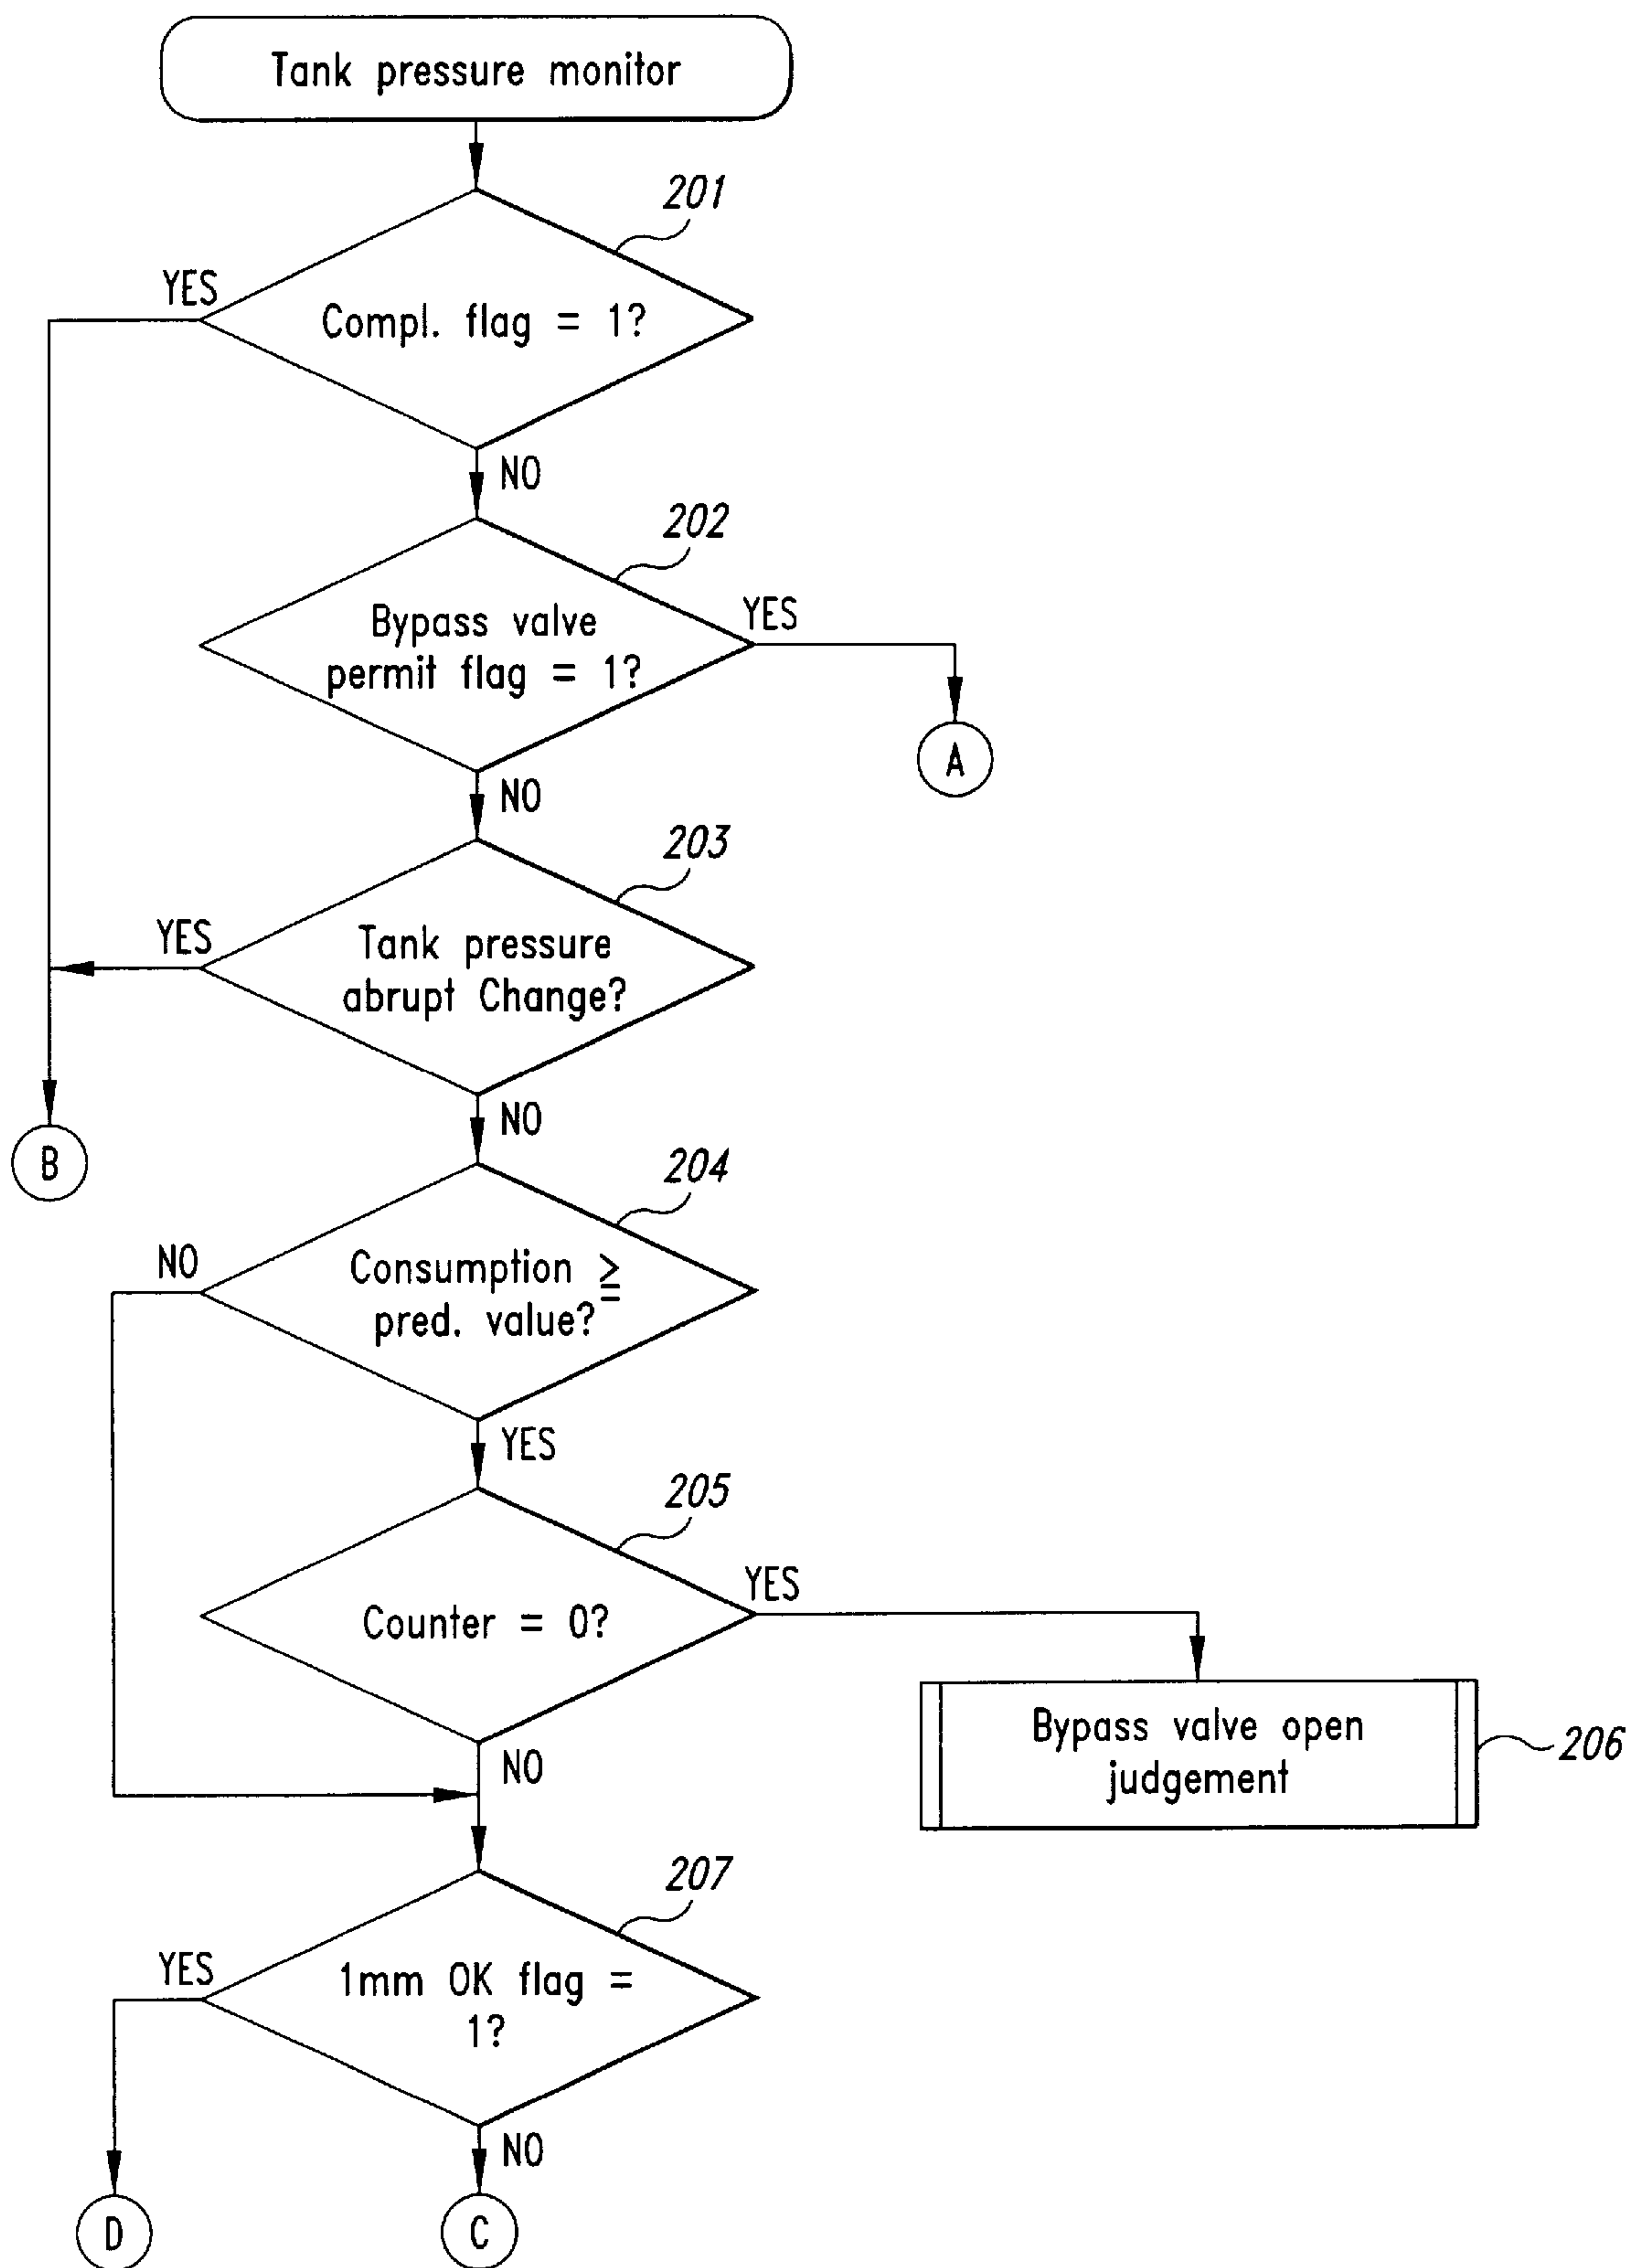 Tank pressure monitor
201
YES
Compl. flag = 1?
NO
202
Bypass valve
permit flag = 1?
YES
A
NO
203
YES
Tank pressure
abrupt Change?
B
NO
204
NO
Consumption ≧
pred. value?
YES
205
Counter = 0?
YES
Bypass valve open
judgement
206
NO
207
YES
1mm OK flag =
1?
NO
D
C